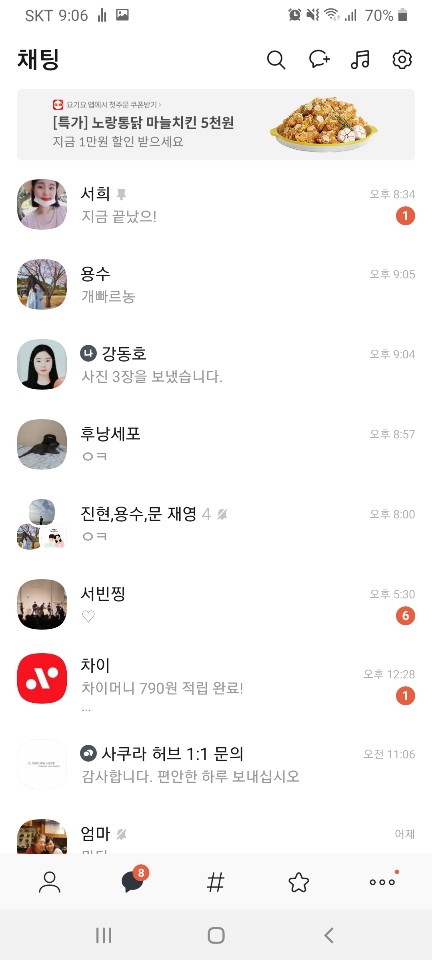 SKT 9:06 70%
채팅
요기요 앱에서 첫주문 쿠폰받기 ›
[특가] 노랑통닭 마늘치킨 5천원
지금 1만원 할인 받으세요
서희 오후 8:34
지금 끝났으! 1
용수 오후 9:05
개빠르농
나 강동호 오후 9:04
사진 3장을 보냈습니다.
후낭세포 오후 8:57
ㅇㅋ
진현,용수,문 재영 4 오후 8:00
ㅇㅋ
서빈찡 오후 5:30
♡ 6
차이 오후 12:28
차이머니 790원 적립 완료! 1
...
사쿠라 허브 1:1 문의 오전 11:06
감사합니다. 편안한 하루 보내십시오
엄마 어제
8
#